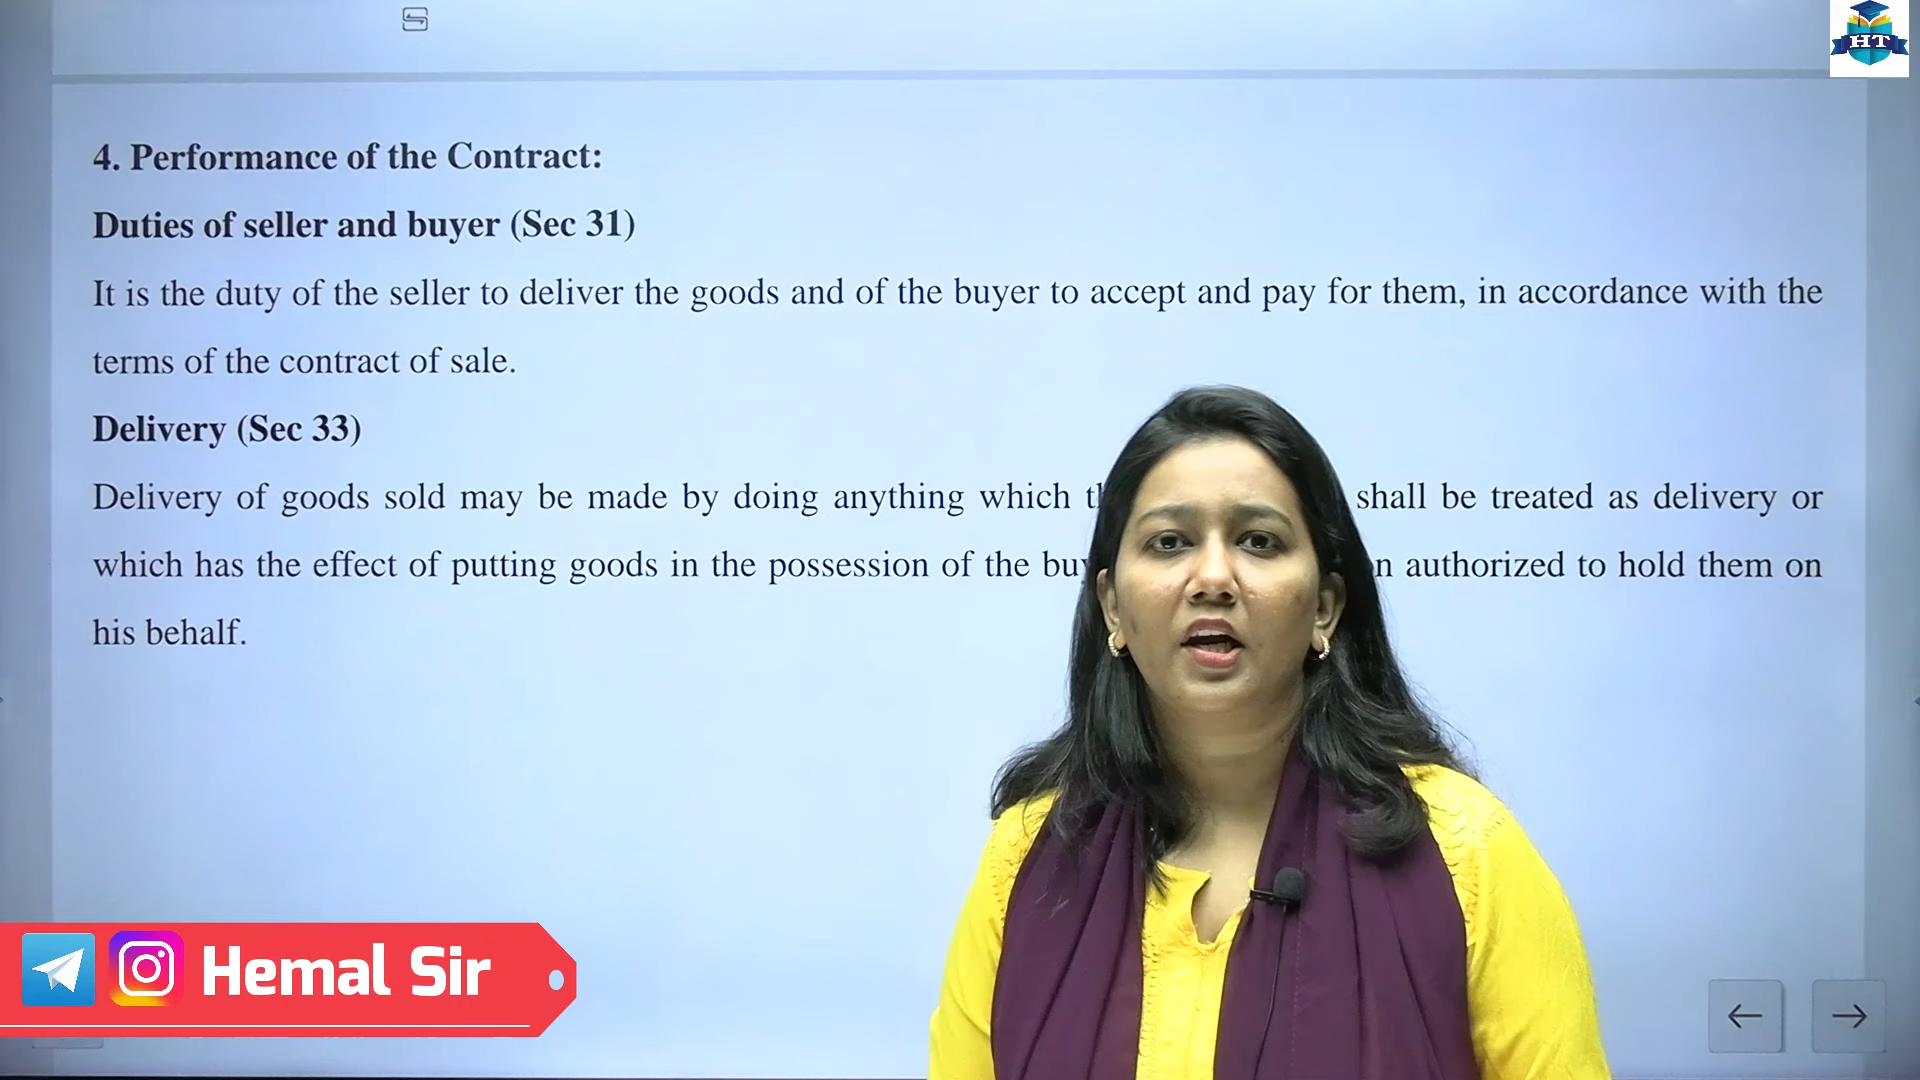 HT
4. Performance of the Contract:
Duties of seller and buyer (Sec 31)
It is the duty of the seller to deliver the goods and of the buyer to accept and pay for them, in accordance with the
terms of the contract of sale.
Delivery (Sec 33)
Delivery of goods sold may be made by doing anything which shall be treated as delivery or
which has the effect of putting goods in the possession of the authorized to hold them on
his behalf.
Hemal Sir